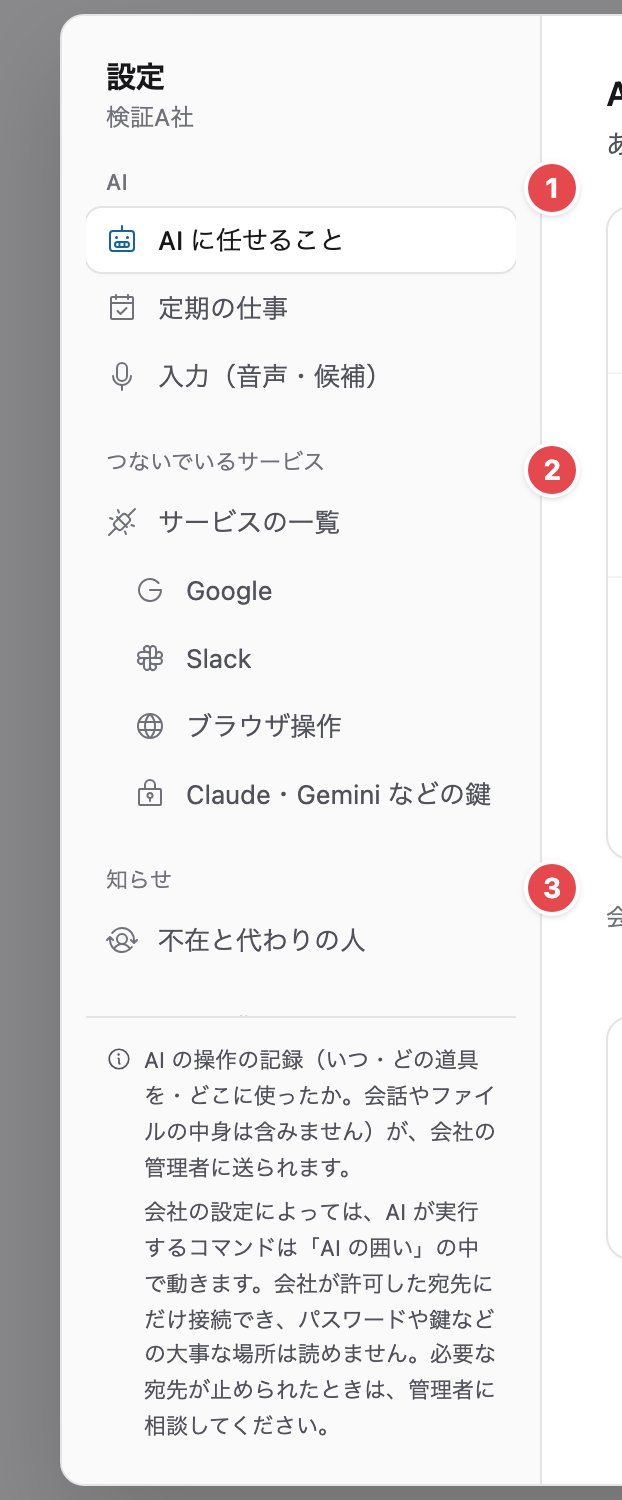 設定
検証A社
AI
1
AI に任せること
定期の仕事
入力（音声・候補）
つないでいるサービス
2
サービスの一覧
Google
Slack
ブラウザ操作
Claude・Gemini などの鍵
知らせ
3
不在と代わりの人
AI の操作の記録（いつ・どの道具
を・どこに使ったか。会話やファイ
ルの中身は含みません）が、会社の
管理者に送られます。
会社の設定によっては、AI が実行
するコマンドは「AI の囲い」の中
で動きます。会社が許可した宛先に
だけ接続でき、パスワードや鍵など
の大事な場所は読めません。必要な
宛先が止められたときは、管理者に
相談してください。